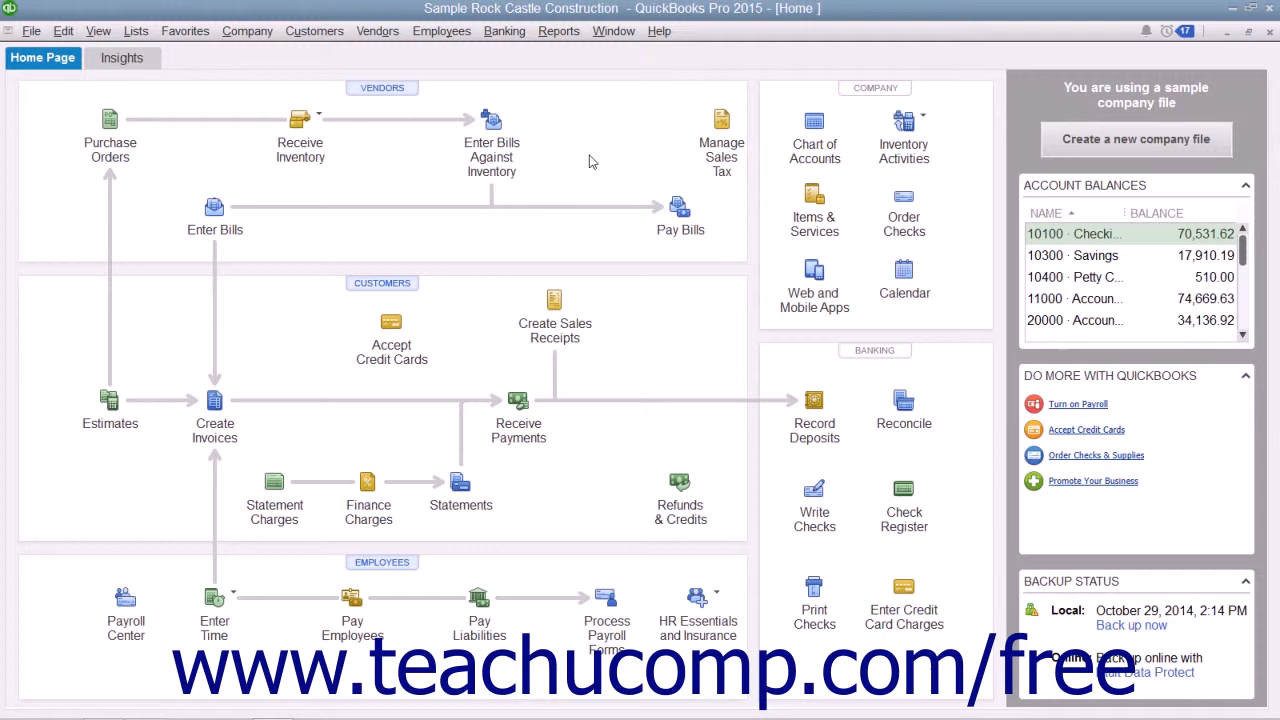 Sample Rock Castle Construction - QuickBooks Pro 2015 - [Home ]
File Edit View Lists Favorites Company Customers Vendors Employees Banking Reports Window Help
17
Home Page Insights
VENDORS
Purchase Orders
Receive Inventory
Enter Bills Against Inventory
Manage Sales Tax
Enter Bills
Pay Bills
CUSTOMERS
Accept Credit Cards
Create Sales Receipts
Estimates
Create Invoices
Receive Payments
Statement Charges
Finance Charges
Statements
Refunds & Credits
EMPLOYEES
Payroll Center
Enter Time
Pay Employees
Pay Liabilities
Process Payroll Forms
HR Essentials and Insurance
COMPANY
Chart of Accounts
Inventory Activities
Items & Services
Order Checks
Web and Mobile Apps
Calendar
BANKING
Record Deposits
Reconcile
Write Checks
Check Register
Print Checks
Enter Credit Card Charges
You are using a sample
company file
Create a new company file
ACCOUNT BALANCES
NAME BALANCE
10100 · Checki... 70,531.62
10300 · Savings 17,910.19
10400 · Petty C... 510.00
11000 · Accoun... 74,669.63
20000 · Accoun... 34,136.92
DO MORE WITH QUICKBOOKS
Turn on Payroll
Accept Credit Cards
Order Checks & Supplies
Promote Your Business
BACKUP STATUS
Local: October 29, 2014, 2:14 PM
Back up now
Online: Back up online with
Data Protect
www.teachucomp.com/free